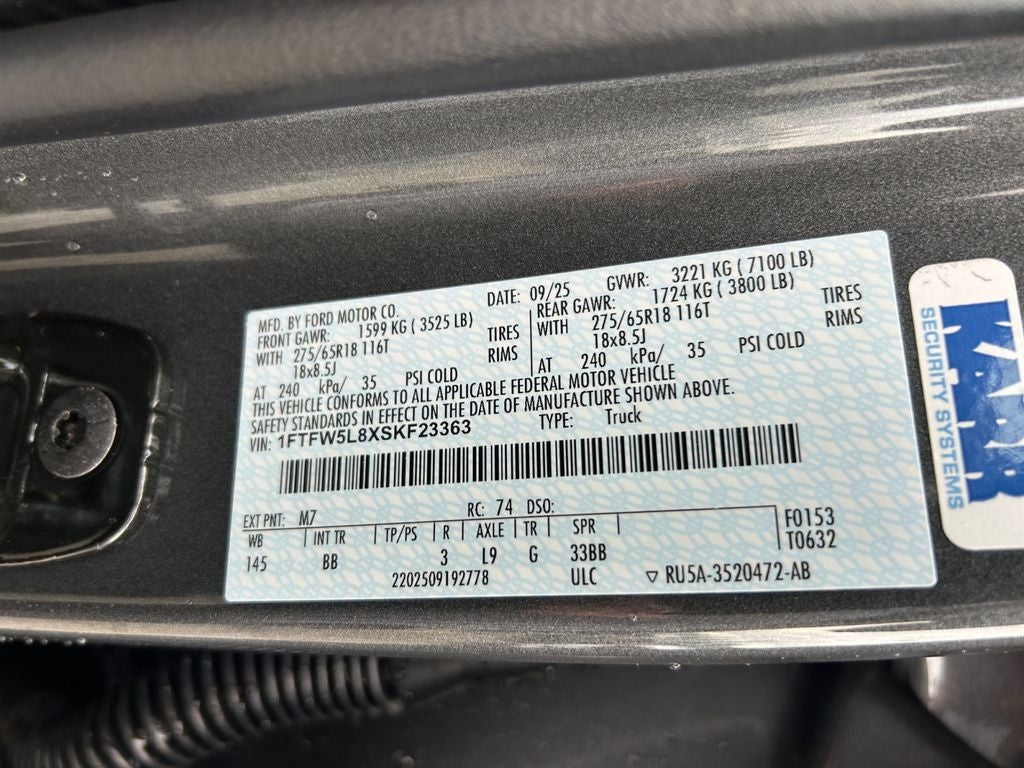 MFD. BY FORD MOTOR CO.
DATE: 09/25
GVWR: 3221 KG ( 7100 LB)
FRONT GAWR: 1599 KG ( 3525 LB)
REAR GAWR: 1724 KG ( 3800 LB)
WITH 275/65R18 116T TIRES
WITH 275/65R18 116T TIRES
18x8.5J RIMS
18x8.5J RIMS
AT 240 kPa/ 35 PSI COLD
AT 240 kPa/ 35 PSI COLD
THIS VEHICLE CONFORMS TO ALL APPLICABLE FEDERAL MOTOR VEHICLE
SAFETY STANDARDS IN EFFECT ON THE DATE OF MANUFACTURE SHOWN ABOVE.
VIN: 1FTFW5L8XSKF23363
TYPE: Truck
EXT PNT: M7 RC: 74 DSO:
WB INT TR TP/PS R AXLE TR SPR
145 BB 3 L9 G 33BB
F0153
T0632
2202509192778 ULC ▽ RU5A-3520472-AB
SECURITY SYSTEMS